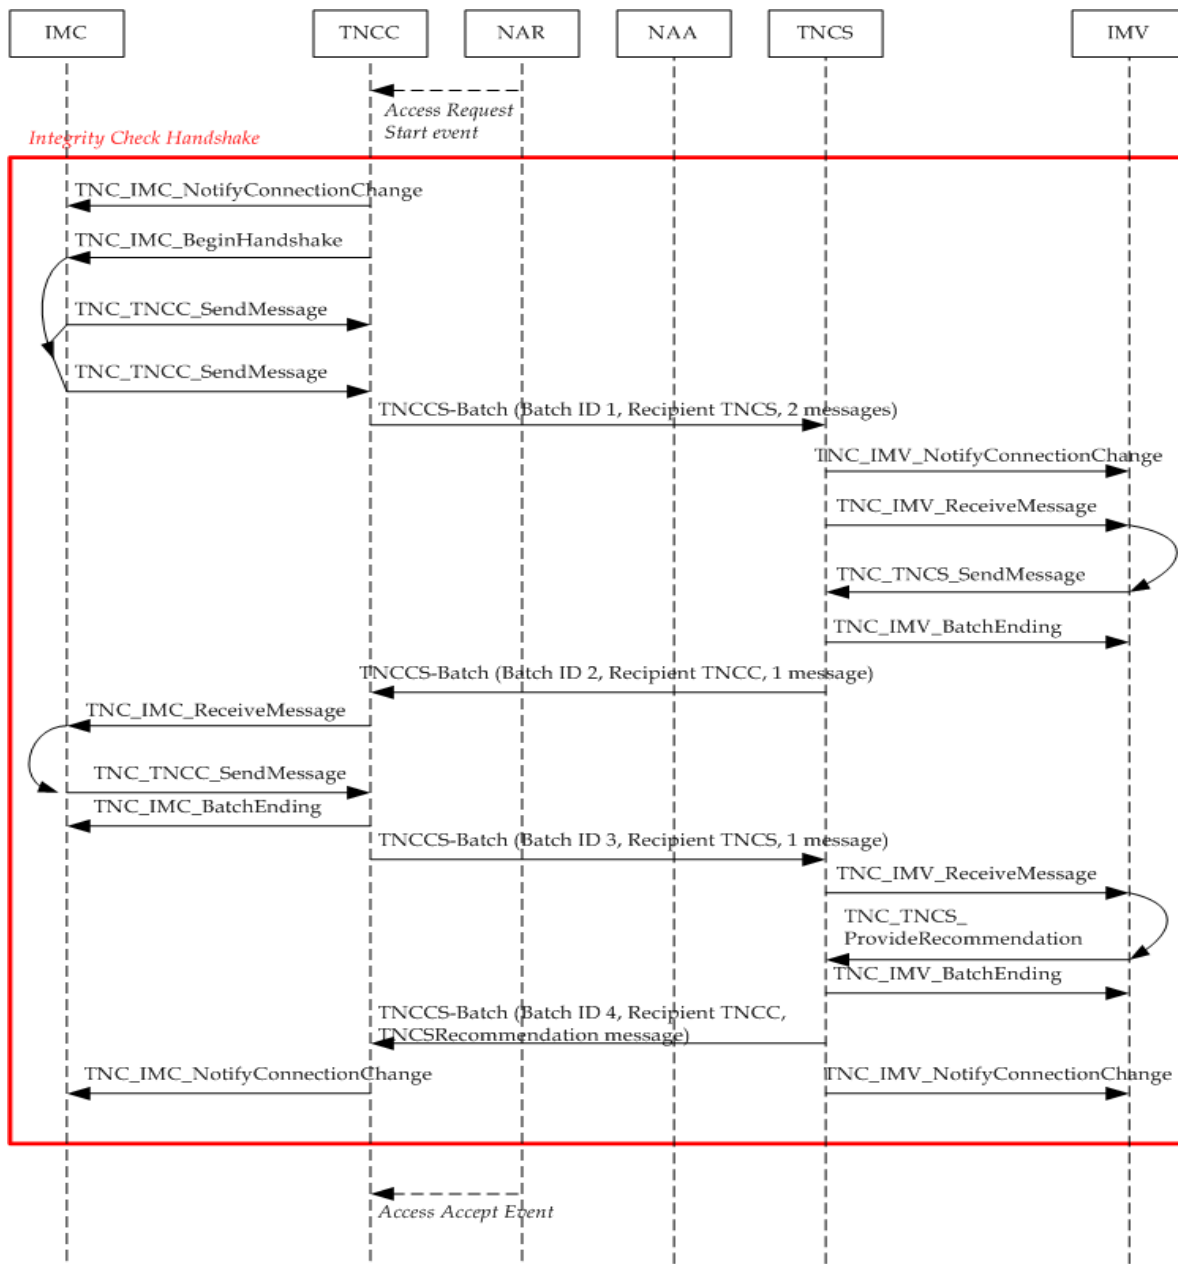 IMC
TNCC
NAR
NAA
TNCS
IMV
Access Request
Start event
Integrity Check Handshake
TNC_IMC_NotifyConnectionChange
TNC_IMC_BeginHandshake
TNC_TNCC_SendMessage
TNC_TNCC_SendMessage
TNCCS-Batch (Batch ID 1, Recipient TNCS, 2 messages)
TNC_IMV_NotifyConnectionChange
TNC_IMV_ReceiveMessage
TNC_TNCS_SendMessage
TNC_IMV_BatchEnding
TNCCS-Batch (Batch ID 2, Recipient TNCC, 1 message)
TNC_IMC_ReceiveMessage
TNC_TNCC_SendMessage
TNC_IMC_BatchEnding
TNCCS-Batch (Batch ID 3, Recipient TNCS, 1 message)
TNC_IMV_ReceiveMessage
TNC_TNCS_
ProvideRecommendation
TNC_IMV_BatchEnding
TNCCS-Batch (Batch ID 4, Recipient TNCC,
TNCSRecommendation message)
TNC_IMC_NotifyConnectionChange
TNC_IMV_NotifyConnectionChange
Access Accept Event